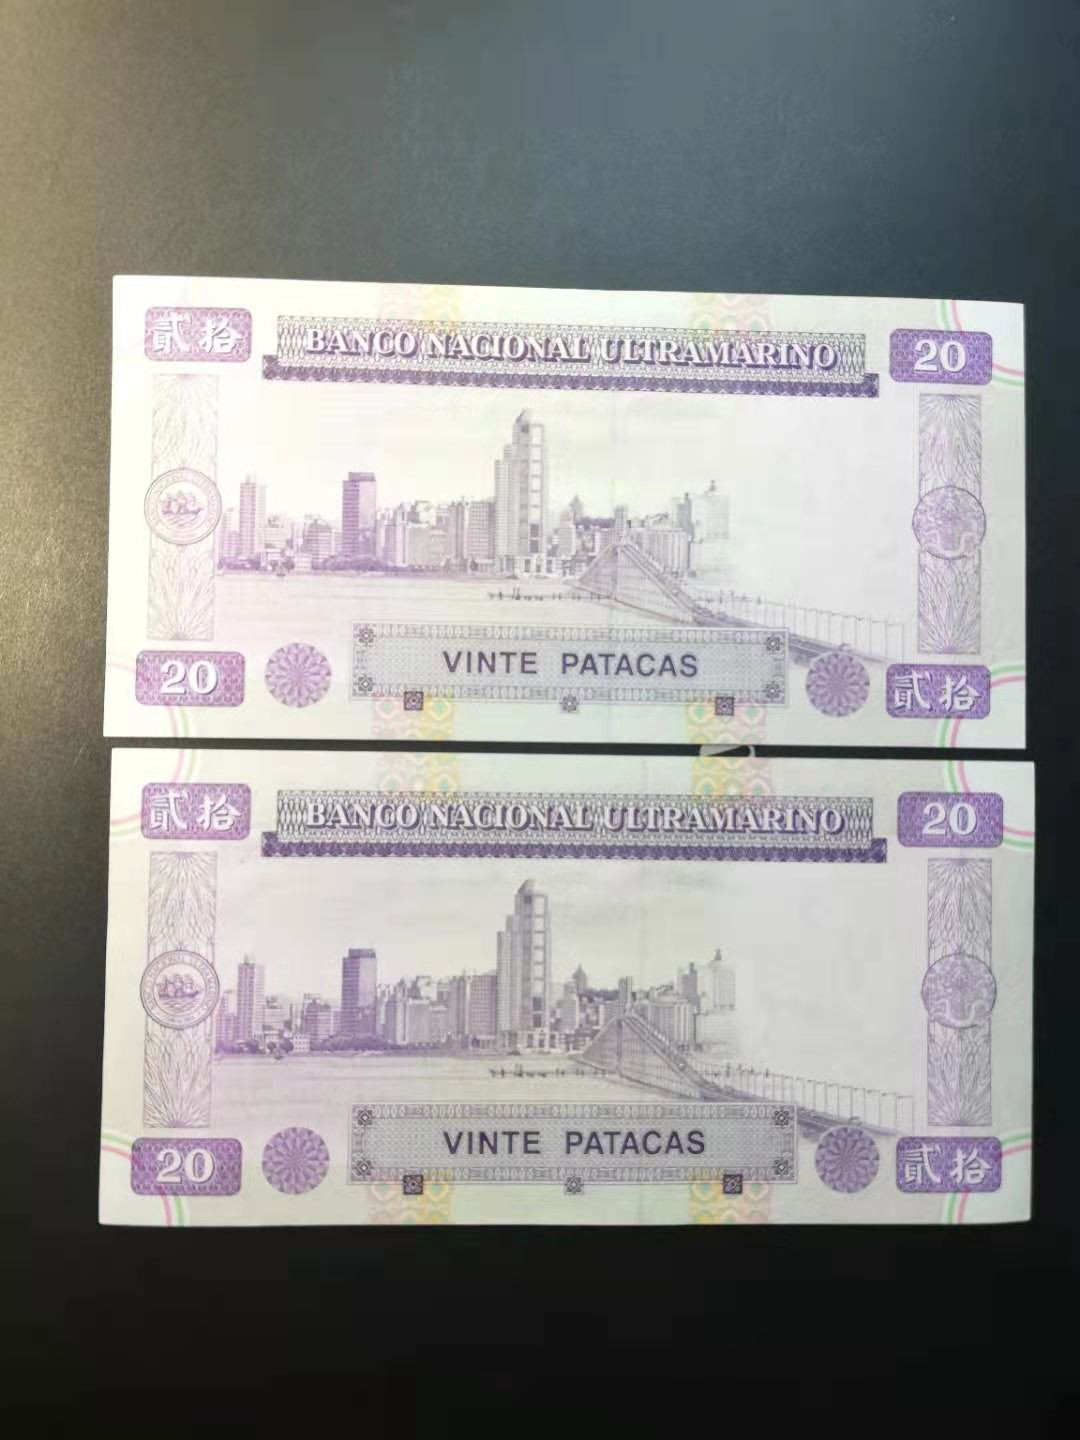 貳拾
BANCO NACIONAL ULTRAMARINO
20
20
VINTE PATACAS
貳拾
貳拾
BANCO NACIONAL ULTRAMARINO
20
20
VINTE PATACAS
貳拾